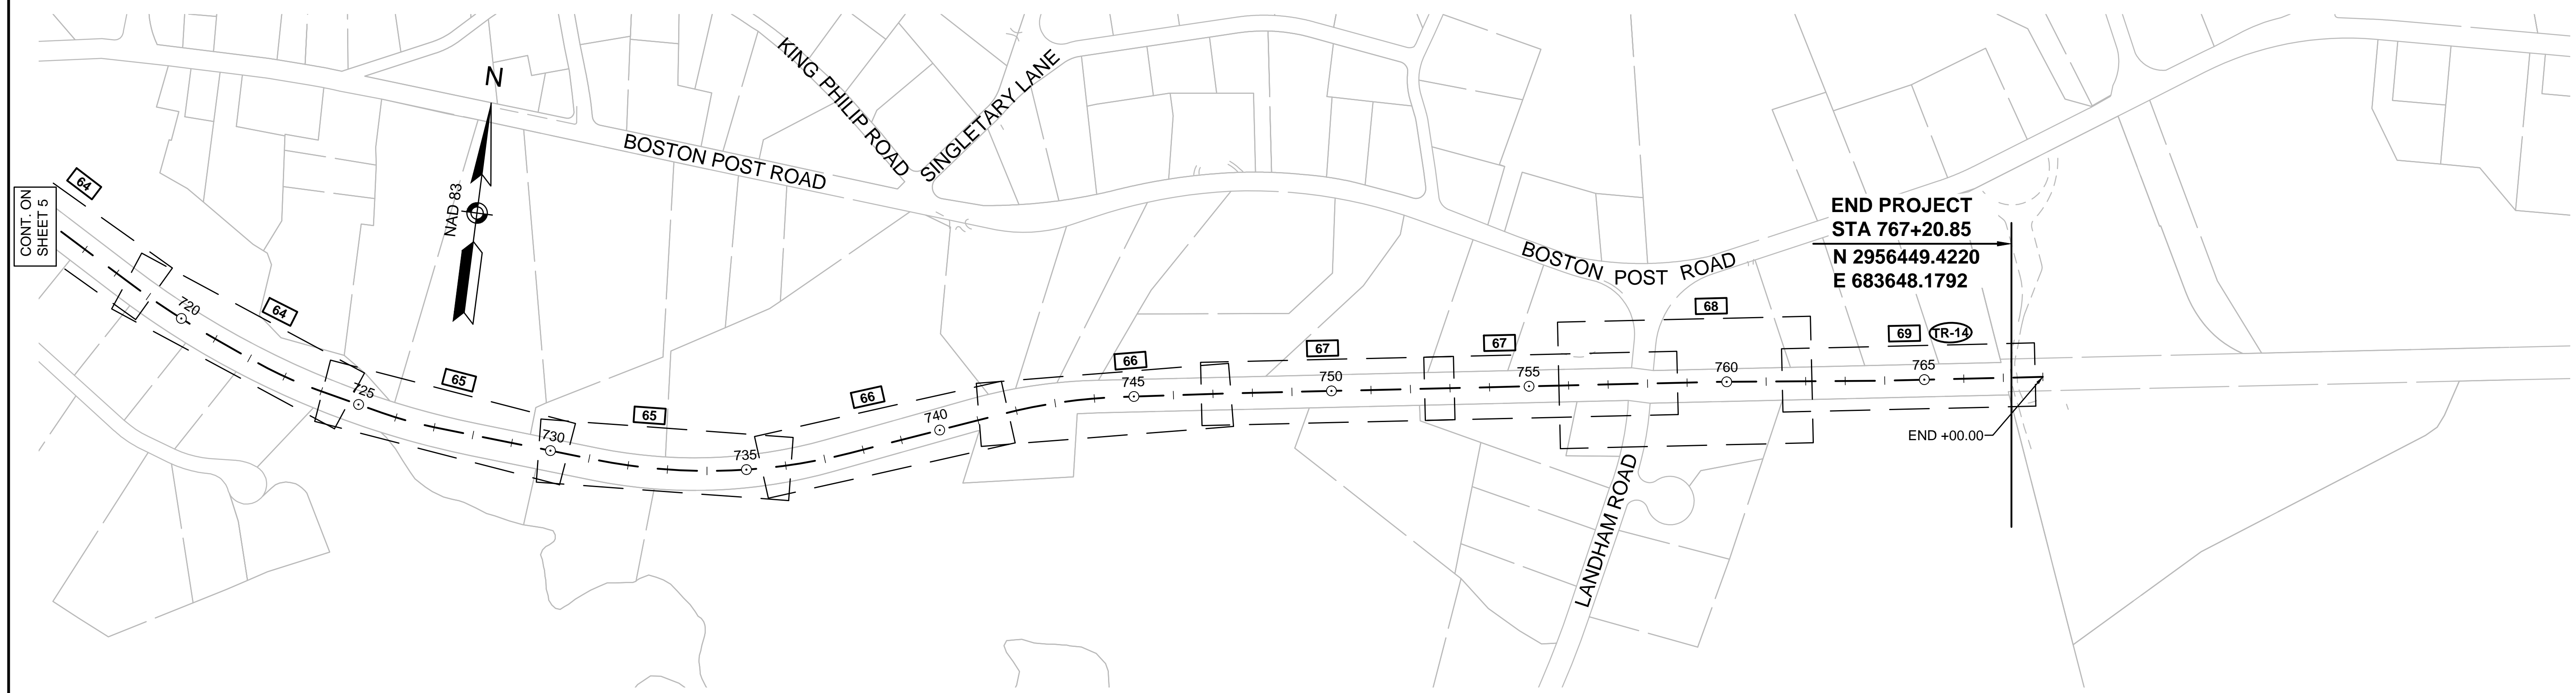 KING PHILIP ROAD
SINGLETARY LANE
N
NAD 83
BOSTON POST ROAD
CONT. ON
SHEET 5
64
64
65
65
66
66
67
67
68
69
TR-14
BOSTON POST ROAD
END PROJECT
STA 767+20.85
N 2956449.4220
E 683648.1792
720
725
730
735
740
745
750
755
760
765
END +00.00
LANDHAM ROAD